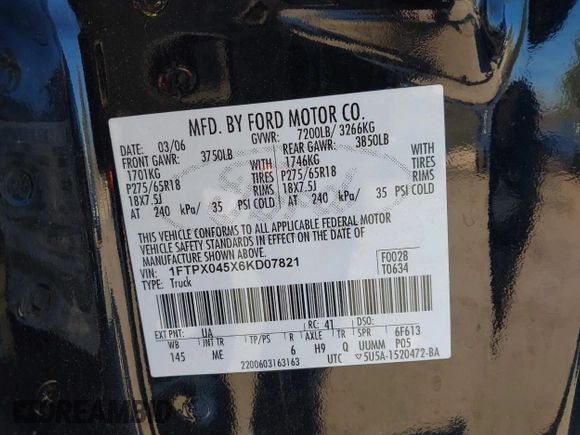 MFD. BY FORD MOTOR CO.
DATE: 03/06 GVWR: 7200LB/ 3266KG
FRONT GAWR: 3750LB REAR GAWR: 3850LB
1701KG WITH 1746KG WITH
P275/65R18 TIRES P275/65R18 TIRES
18X7.5J RIMS 18X7.5J RIMS
AT 240 kPa/ 35 PSI COLD AT 240 kPa/ 35 PSI COLD
THIS VEHICLE CONFORMS TO ALL APPLICABLE FEDERAL MOTOR
VEHICLE SAFETY STANDARDS IN EFFECT ON THE DATE OF
MANUFACTURE SHOWN ABOVE.
VIN: 1FTPX045X6KD07821 F0028
TYPE: Truck T0634
EXT PNT: UA RC: 41 DSO:
WB INT TR TP/PS R AXLE TR SPR 6F613
145 ME 6 H9 Q UUMM P05
2200603163163 UTC ▽5U5A-1520472-BA
DREAMBID